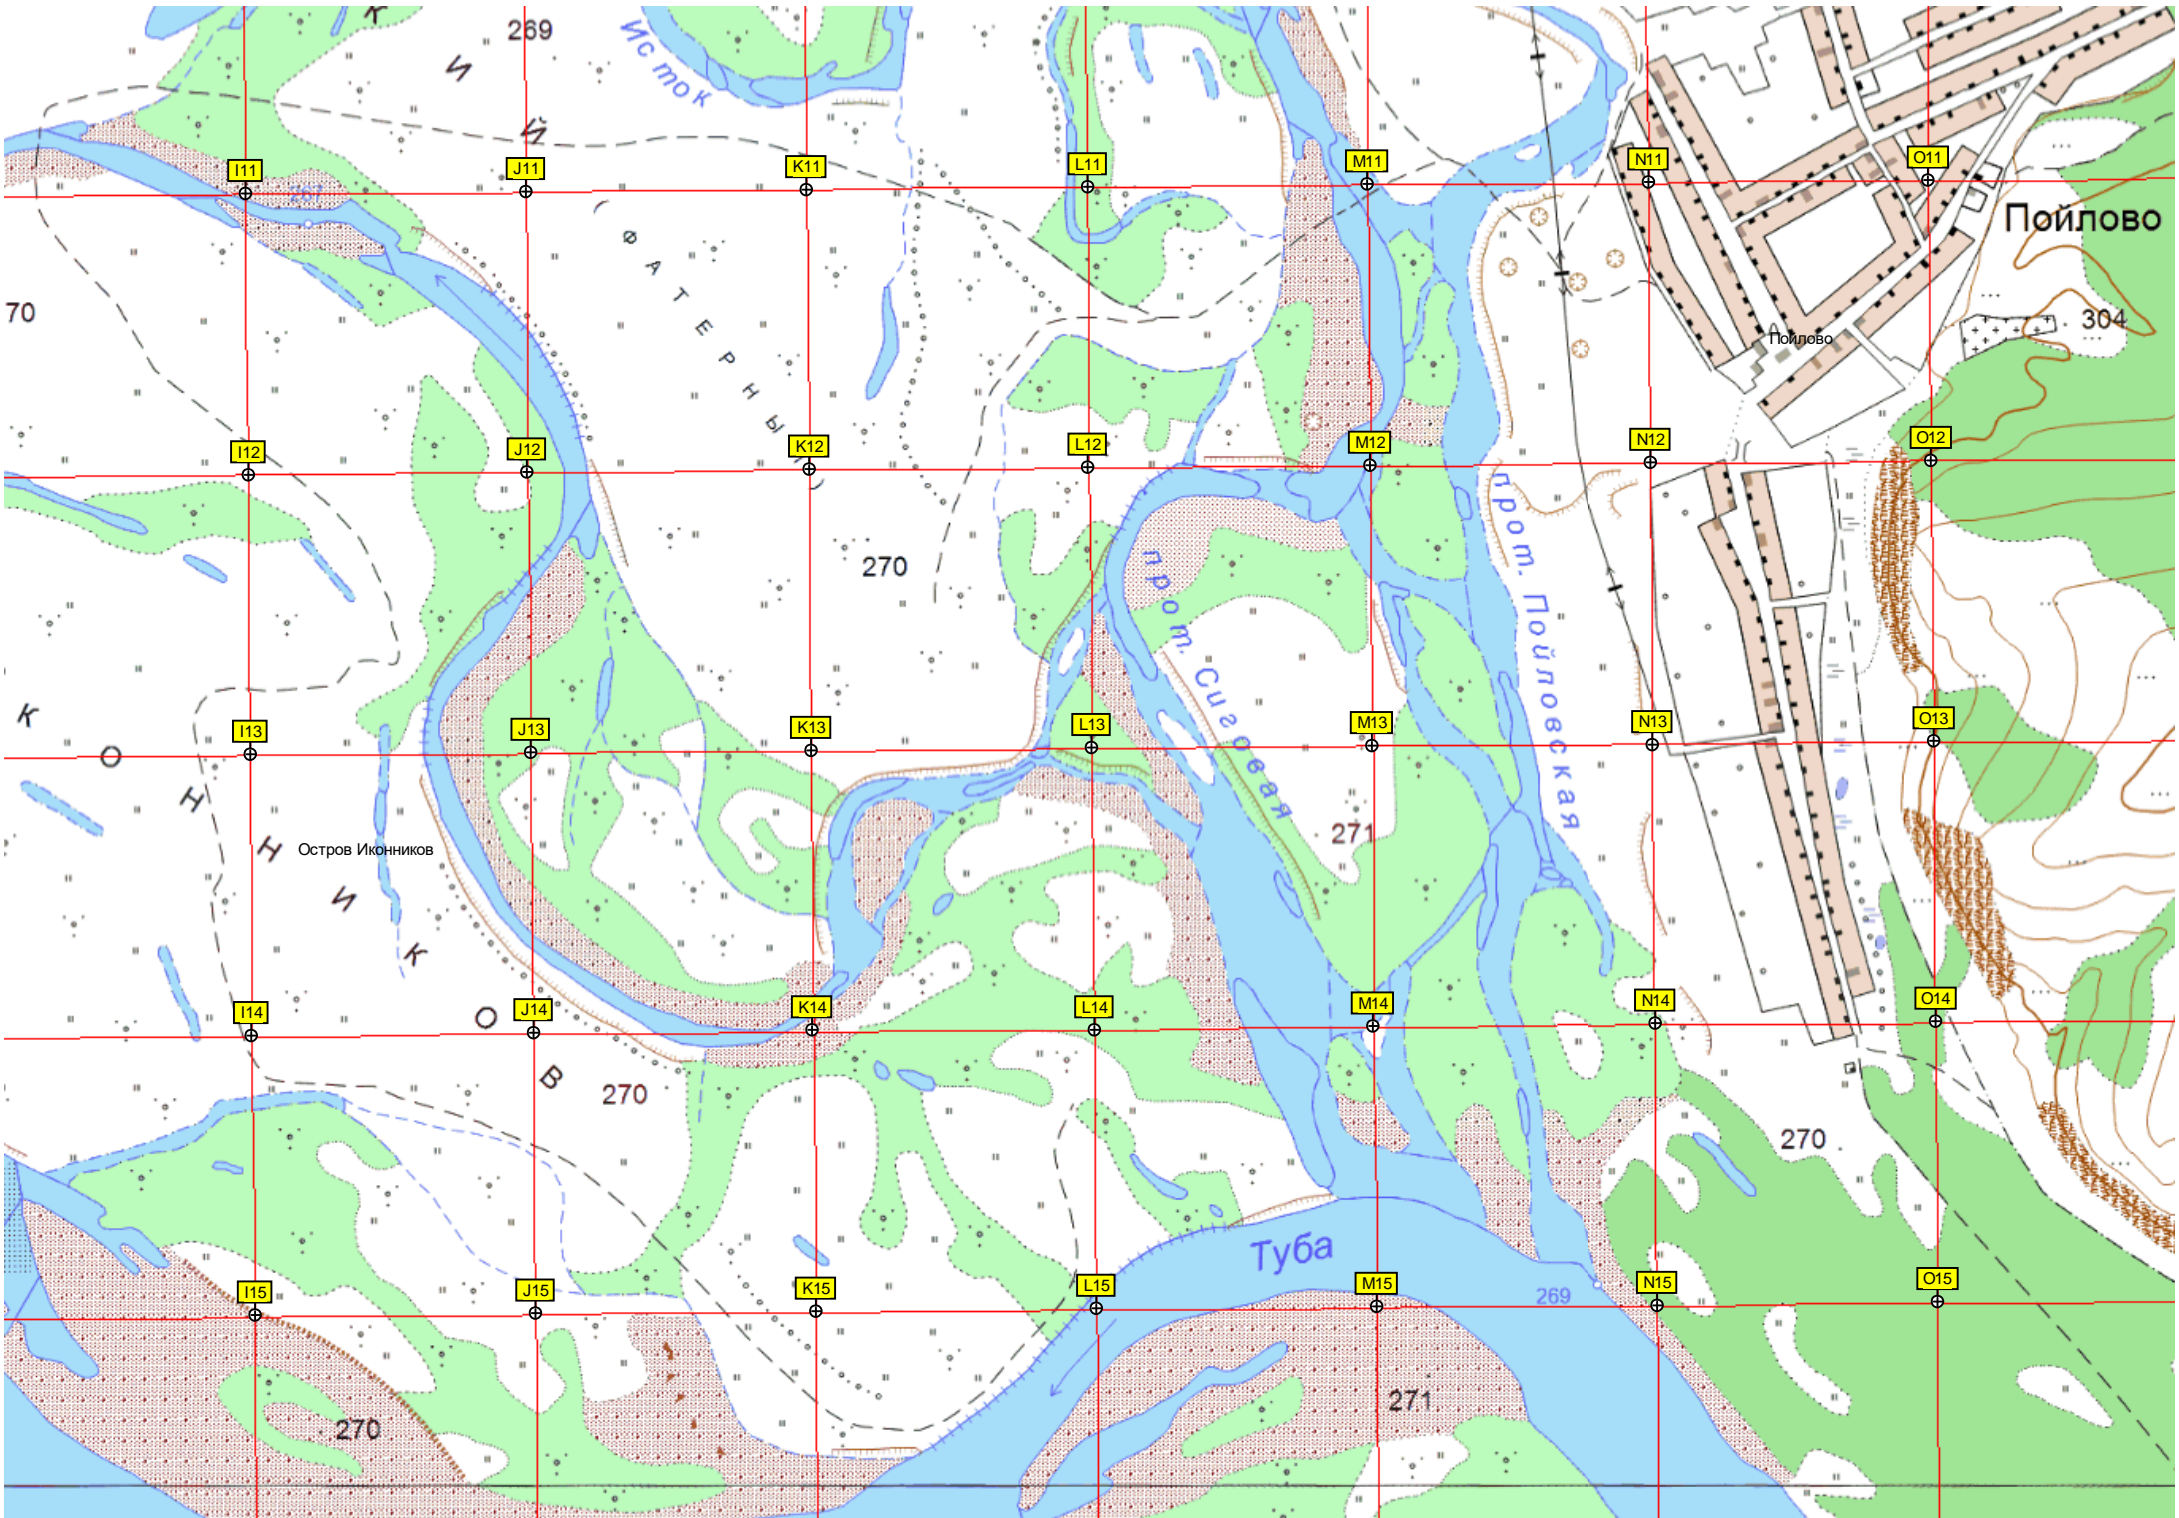 269
Исток
К
И
Й
I11
J11
K11
L11
M11
N11
O11
267
Пойлово
(ФАТЕРНЫЙ)
70
304
Пойлово
I12
J12
K12
L12
M12
N12
O12
270
прот. Сиговая
прот. Пойловская
I13
J13
K13
L13
M13
N13
O13
271
Остров Иконников
К
О
Н
Н
И
К
О
В
I14
J14
K14
L14
M14
N14
O14
270
270
Туба
269
I15
J15
K15
L15
M15
N15
O15
270
271